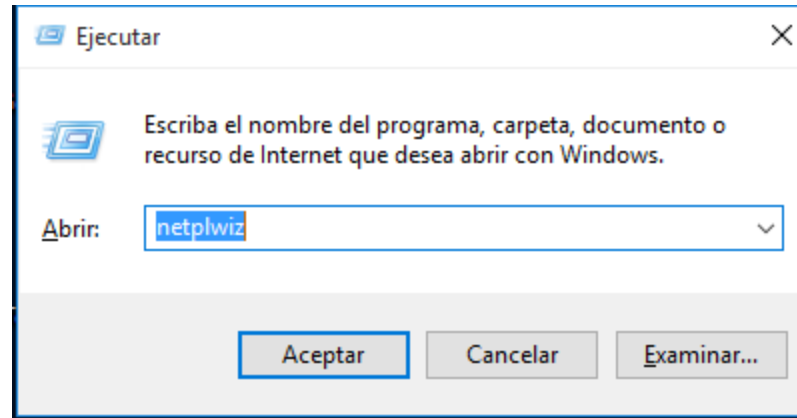 Ejecutar
Escriba el nombre del programa, carpeta, documento o
recurso de Internet que desea abrir con Windows.
Abrir: netplwiz
Aceptar Cancelar Examinar...